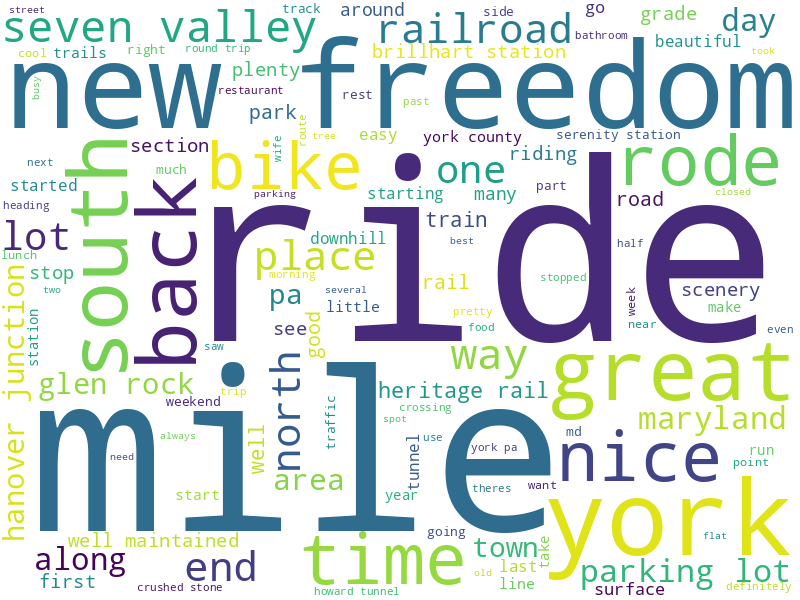 street
track
around
side
go
grade
day
seven valley
railroad
bathroom
cool
trails
right
round trip
brillhart station
beautiful
took
new freedom
plenty
busy
restaurant
rest
past
park
route
tree
easy
york county
serenity station
section
wife
bike
one
riding
rode
next
much
started
south
back
ride
starting
many
part
parking
closed
heading
road
lot
train
downhill
best
half
lunch
place
stop
morning
rail
stopped
scenery
two
pa
several
week
make
hanover junction
station
see
little
good
pretty
food
near
even
saw
way
great
glen rock
north
trip
heritage rail
weekend
mile
crossing
maryland
traffic
spot
always
well
tunnel
use
york pa
nice
md
run
need
area
point
start
year
theres
want
york
well maintained
going
take
flat
along
end
time
town
last
parking lot
first
crushed stone
howard tunnel
old
line
surface
definitely